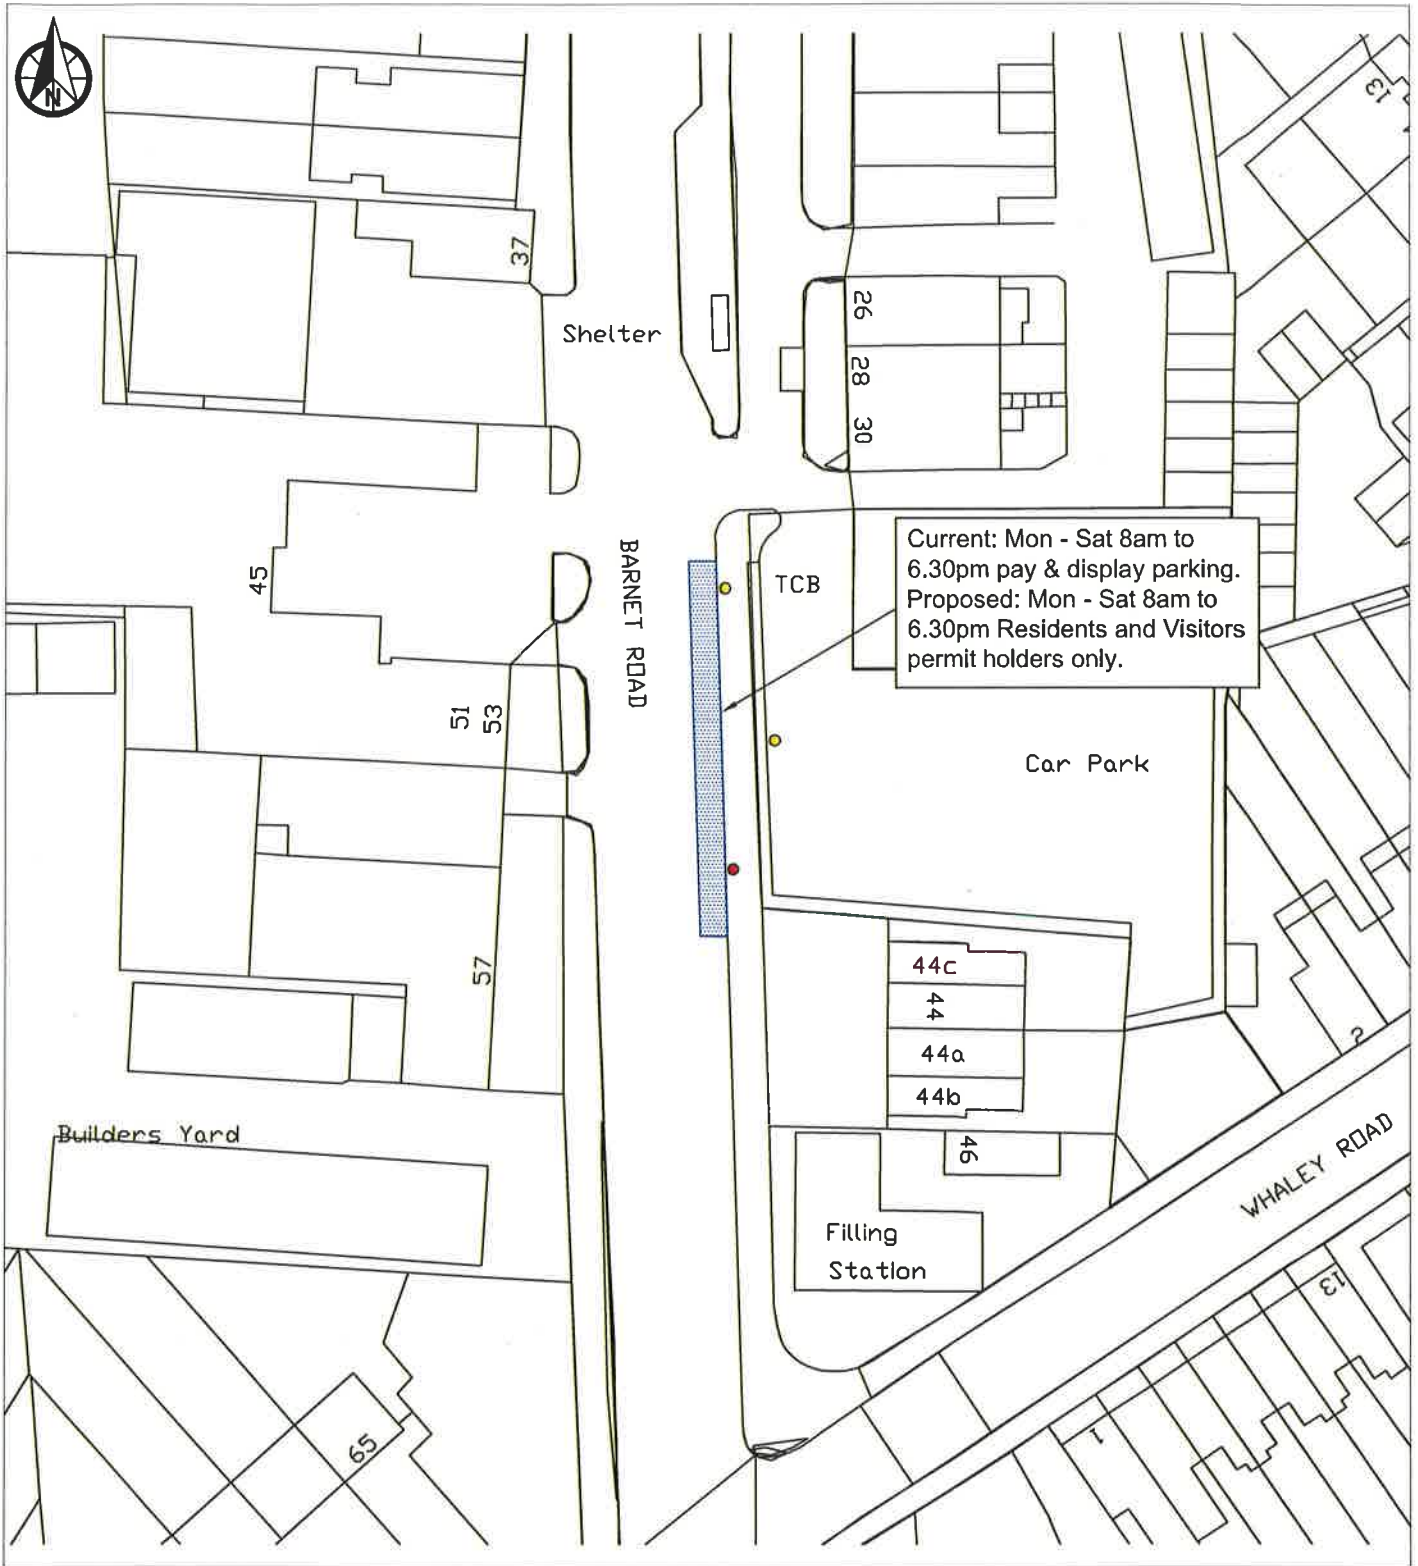 N
13
37
Shelter
26
28
30
Current: Mon - Sat 8am to
6.30pm pay & display parking.
Proposed: Mon - Sat 8am to
6.30pm Residents and Visitors
permit holders only.
TCB
45
BARNET ROAD
51
53
Car Park
57
44c
44
44a
44b
46
Builders Yard
WHALEY ROAD
Filling
Station
13
65
1